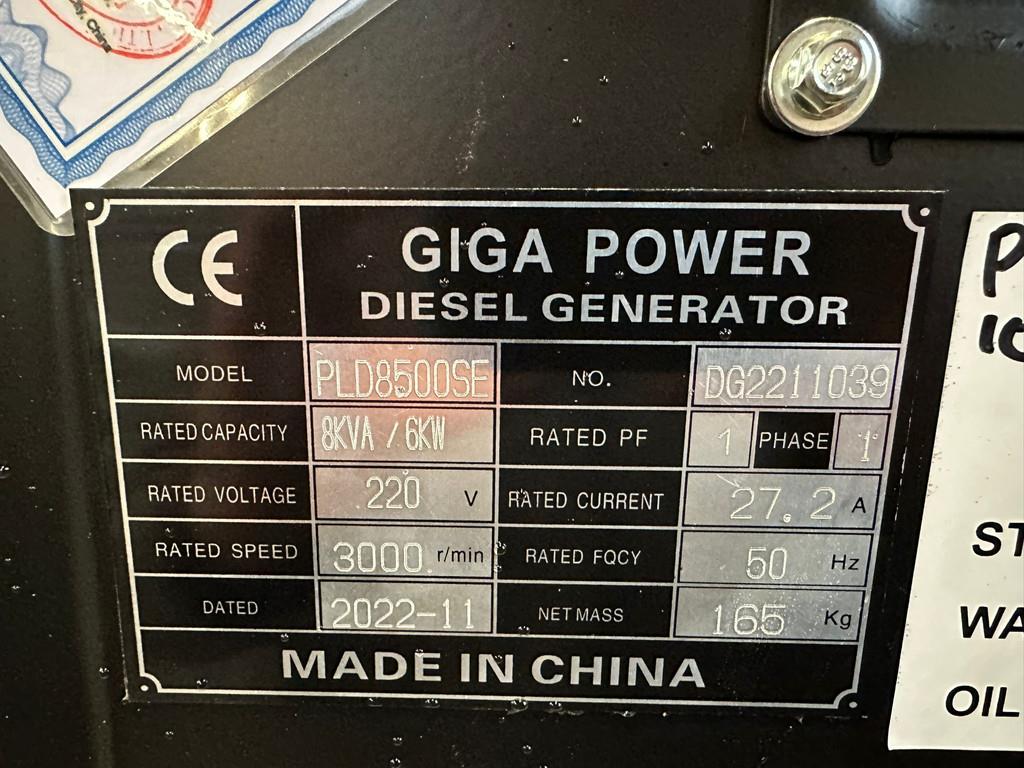 China
CE
GIGA POWER
DIESEL GENERATOR
MODEL PLD8500SE NO. DG2211039
RATED CAPACITY 8KVA / 6KW RATED PF 1 PHASE 1
RATED VOLTAGE 220 V RATED CURRENT 27.2 A
RATED SPEED 3000 r/min RATED FQCY 50 Hz
DATED 2022-11 NET MASS 165 Kg
MADE IN CHINA
OIL